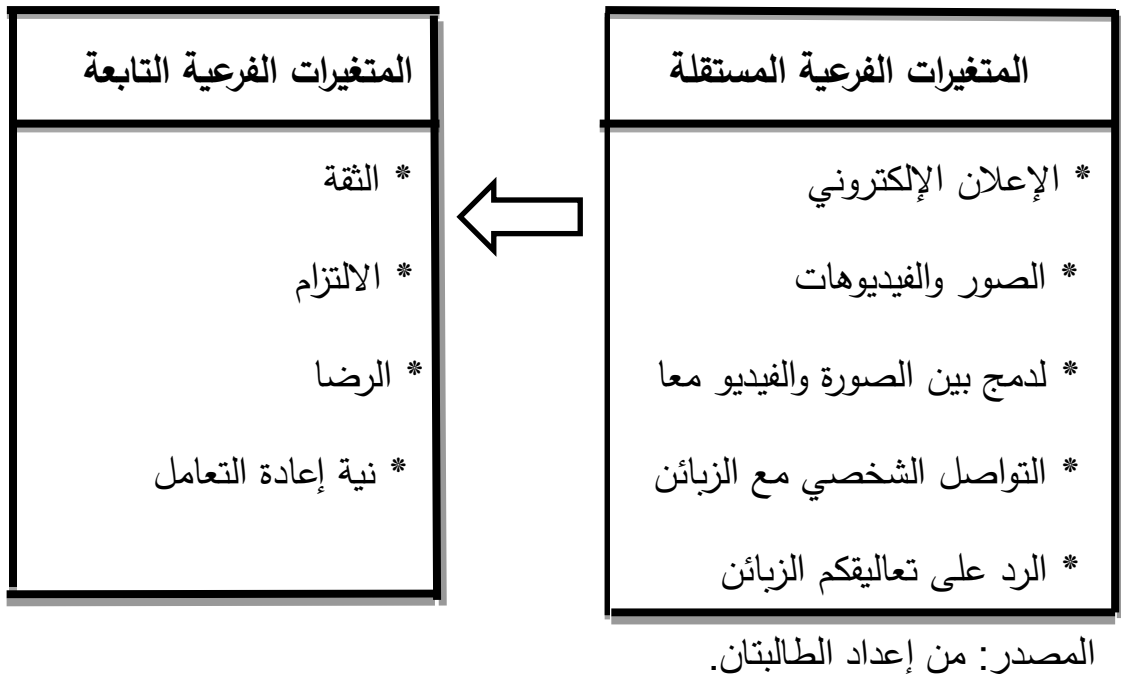 المتغيرات الفرعية المستقلة
* الإعلان الإلكتروني
* الصور والفيديوهات
* لدمج بين الصورة والفيديو معا
* التواصل الشخصي مع الزبائن
* الرد على تعاليقكم الزبائن
المتغيرات الفرعية التابعة
* الثقة
* الالتزام
* الرضا
* نية إعادة التعامل
المصدر: من إعداد الطالبتان.